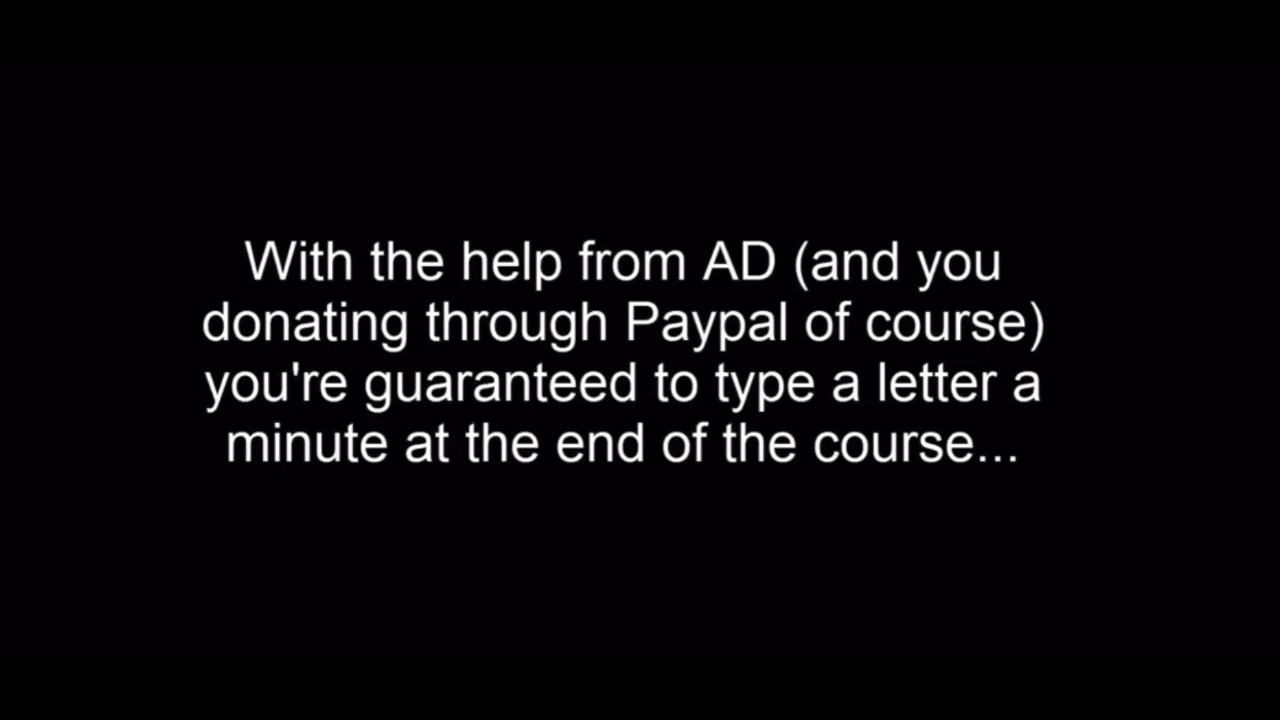 With the help from AD (and you
donating through Paypal of course)
you're guaranteed to type a letter a
minute at the end of the course...